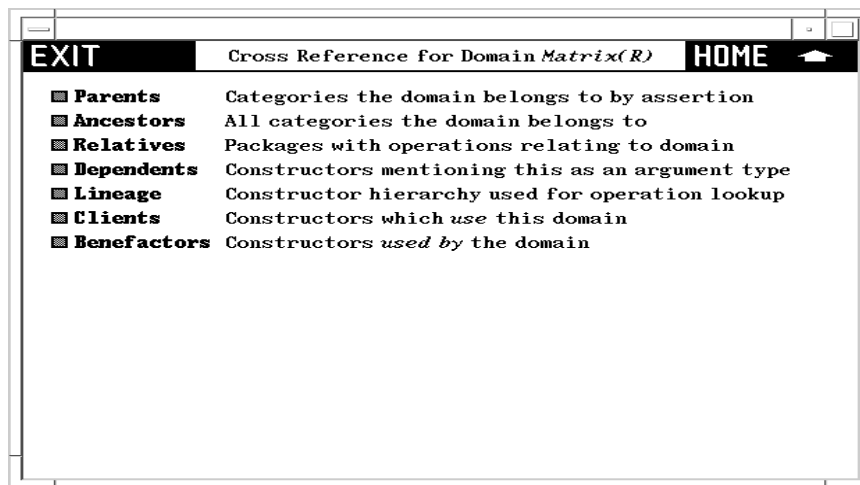 EXIT Cross Reference for Domain Matrix(R) HOME
Parents Categories the domain belongs to by assertion
Ancestors All categories the domain belongs to
Relatives Packages with operations relating to domain
Dependents Constructors mentioning this as an argument type
Lineage Constructor hierarchy used for operation lookup
Clients Constructors which use this domain
Benefactors Constructors used by the domain